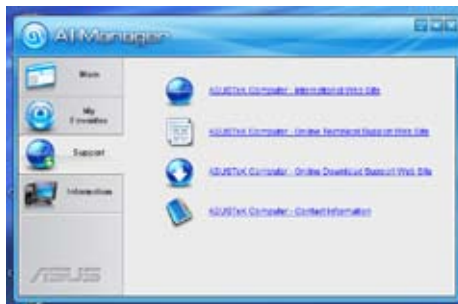 AI Manager
Main
My
Favorites
Support
Information
ASUSTeK Computer - International Web Site
ASUSTeK Computer - Online Technical Support Web Site
ASUSTeK Computer - Online Download Support Web Site
ASUSTeK Computer - Contact Information
ASUS